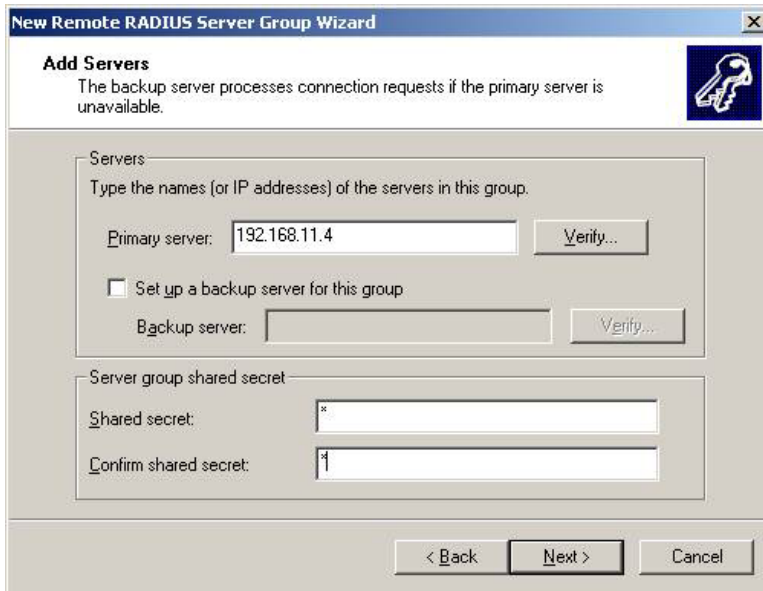 New Remote RADIUS Server Group Wizard
Add Servers
The backup server processes connection requests if the primary server is
unavailable.
Servers
Type the names (or IP addresses) of the servers in this group.
Primary server: 192.168.11.4 Verify...
Set up a backup server for this group
Backup server: Verify...
Server group shared secret
Shared secret: *
Confirm shared secret: *
< Back Next > Cancel